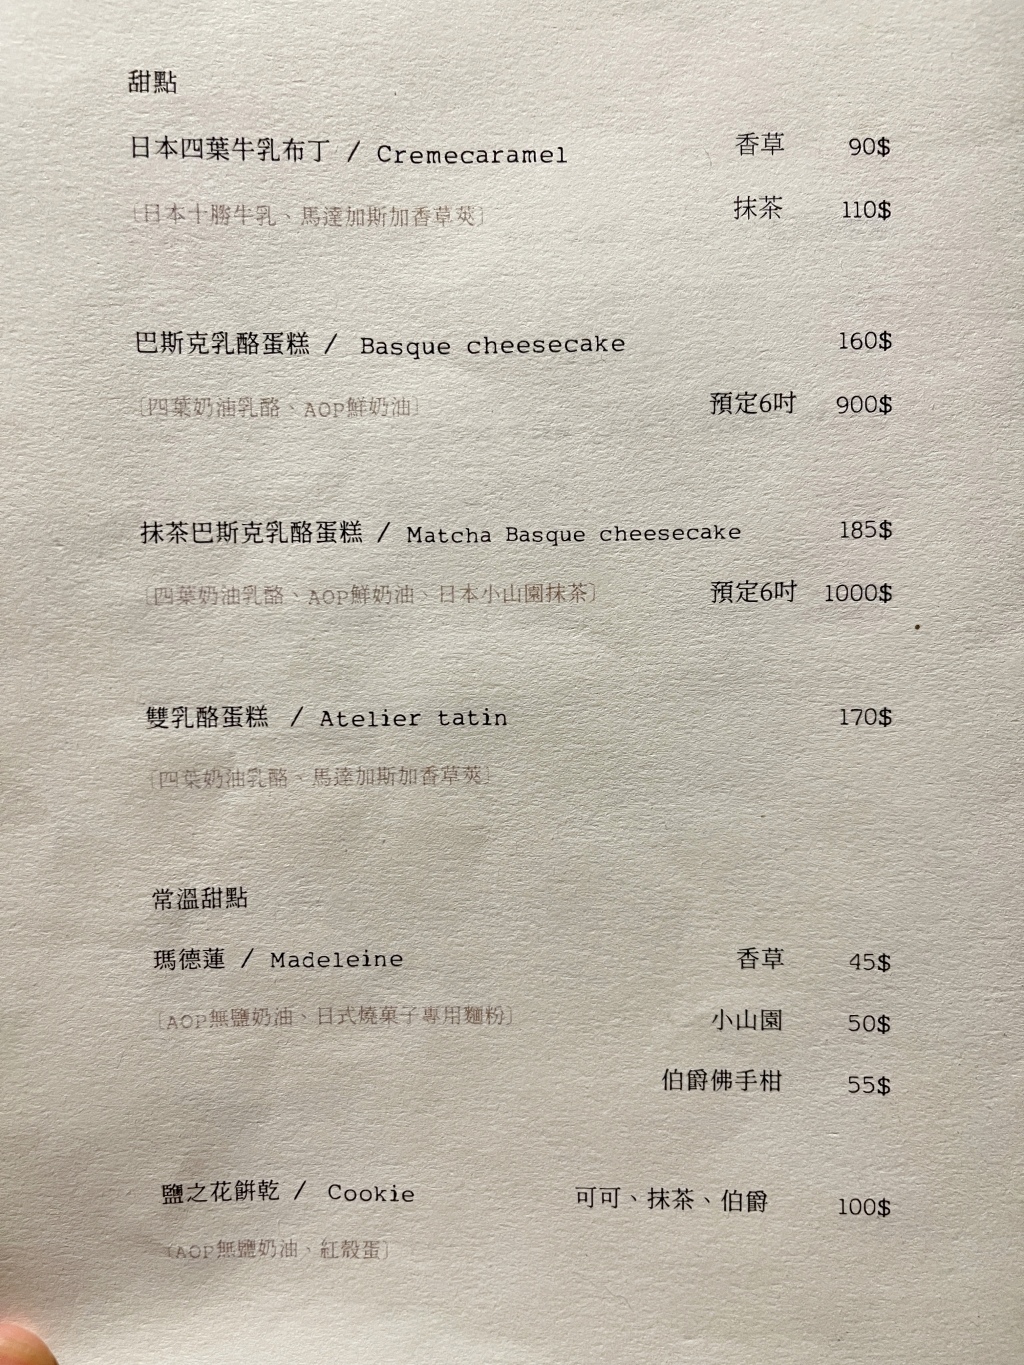 甜點
日本四葉牛乳布丁 / Cremecaramel 香草 90$
〔日本十勝牛乳、馬達加斯加香草莢〕 抹茶 110$
巴斯克乳酪蛋糕 / Basque cheesecake 160$
〔四葉奶油乳酪、AOP鮮奶油〕 預定6吋 900$
抹茶巴斯克乳酪蛋糕 / Matcha Basque cheesecake 185$
〔四葉奶油乳酪、AOP鮮奶油、日本小山園抹茶〕 預定6吋 1000$
雙乳酪蛋糕 / Atelier tatin 170$
〔四葉奶油乳酪、馬達加斯加香草莢〕
常溫甜點
瑪德蓮 / Madeleine 香草 45$
〔AOP無鹽奶油、日式燒菓子專用麵粉〕 小山園 50$
伯爵佛手柑 55$
鹽之花餅乾 / Cookie 可可、抹茶、伯爵 100$
〔AOP無鹽奶油、紅殼蛋〕